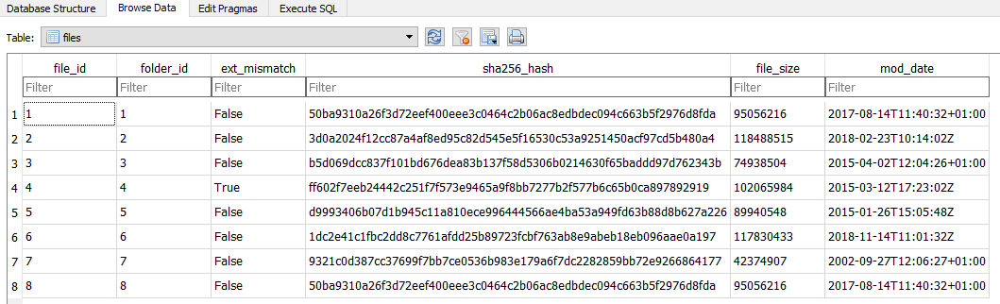 Database Structure Browse Data Edit Pragmas Execute SQL
Table: files
file_id folder_id ext_mismatch sha256_hash file_size mod_date
Filter Filter Filter Filter Filter Filter
1 1 1 False 50ba9310a26f3d72eef400eee3c0464c2b06ac8edbdec094c663b5f2976d8fda 95056216 2017-08-14T11:40:32+01:00
2 2 2 False 3d0a2024f12cc87a4af8ed95c82d545e5f16530c53a9251450acf97cd5b480a4 118488515 2018-02-23T10:14:02Z
3 3 3 False b5d069dcc837f101bd676dea83b137f58d5306b0214630f65baddd97d762343b 74938504 2015-04-02T12:04:26+01:00
4 4 4 True ff602f7eeb24442c251f7f573e9465a9f8bb7277b2f577b6c65b0ca897892919 102065984 2015-03-12T17:23:02Z
5 5 5 False d9993406b07d1b945c11a810ece996444566ae4ba53a949fd63b88d8b627a226 89940548 2015-01-26T15:05:48Z
6 6 6 False 1dc2e41c1fbc2dd8c7761afdd25b89723fcbf763ab8e9abeb18eb096aae0a197 117830433 2018-11-14T11:01:32Z
7 7 7 False 9321c0d387cc37699f7bb7ce0536b983e179a6f7dc2282859bb72e9266864177 42374907 2002-09-27T12:06:27+01:00
8 8 8 False 50ba9310a26f3d72eef400eee3c0464c2b06ac8edbdec094c663b5f2976d8fda 95056216 2017-08-14T11:40:32+01:00